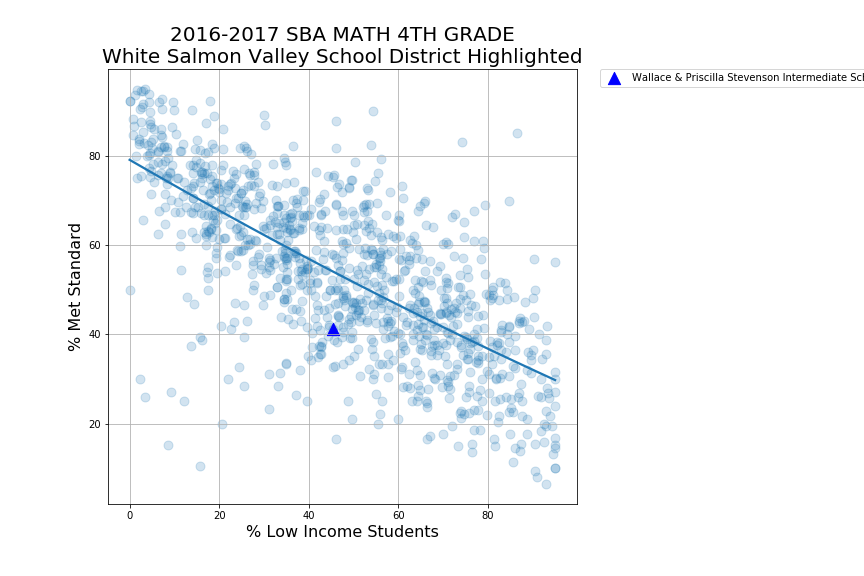 2016-2017 SBA MATH 4TH GRADE
White Salmon Valley School District Highlighted
Wallace & Priscilla Stevenson Intermediate
% Met Standard
80
60
40
20
0
20
40
60
80
% Low Income Students